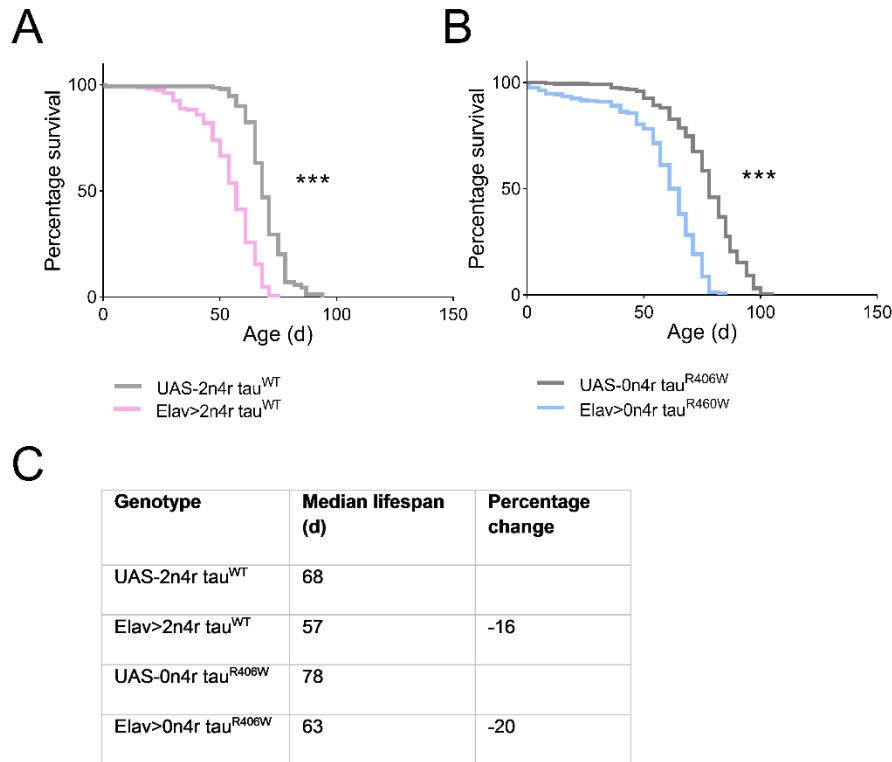 A
Percentage survival
100
50
0
0
50
100
150
Age (d)
***
UAS-2n4r tau^WT
Elav>2n4r tau^WT
B
Percentage survival
100
50
0
0
50
100
150
Age (d)
***
UAS-0n4r tau^R406W
Elav>0n4r tau^R460W
C
Genotype Median lifespan (d) Percentage change
UAS-2n4r tau^WT 68
Elav>2n4r tau^WT 57 -16
UAS-0n4r tau^R406W 78
Elav>0n4r tau^R406W 63 -20